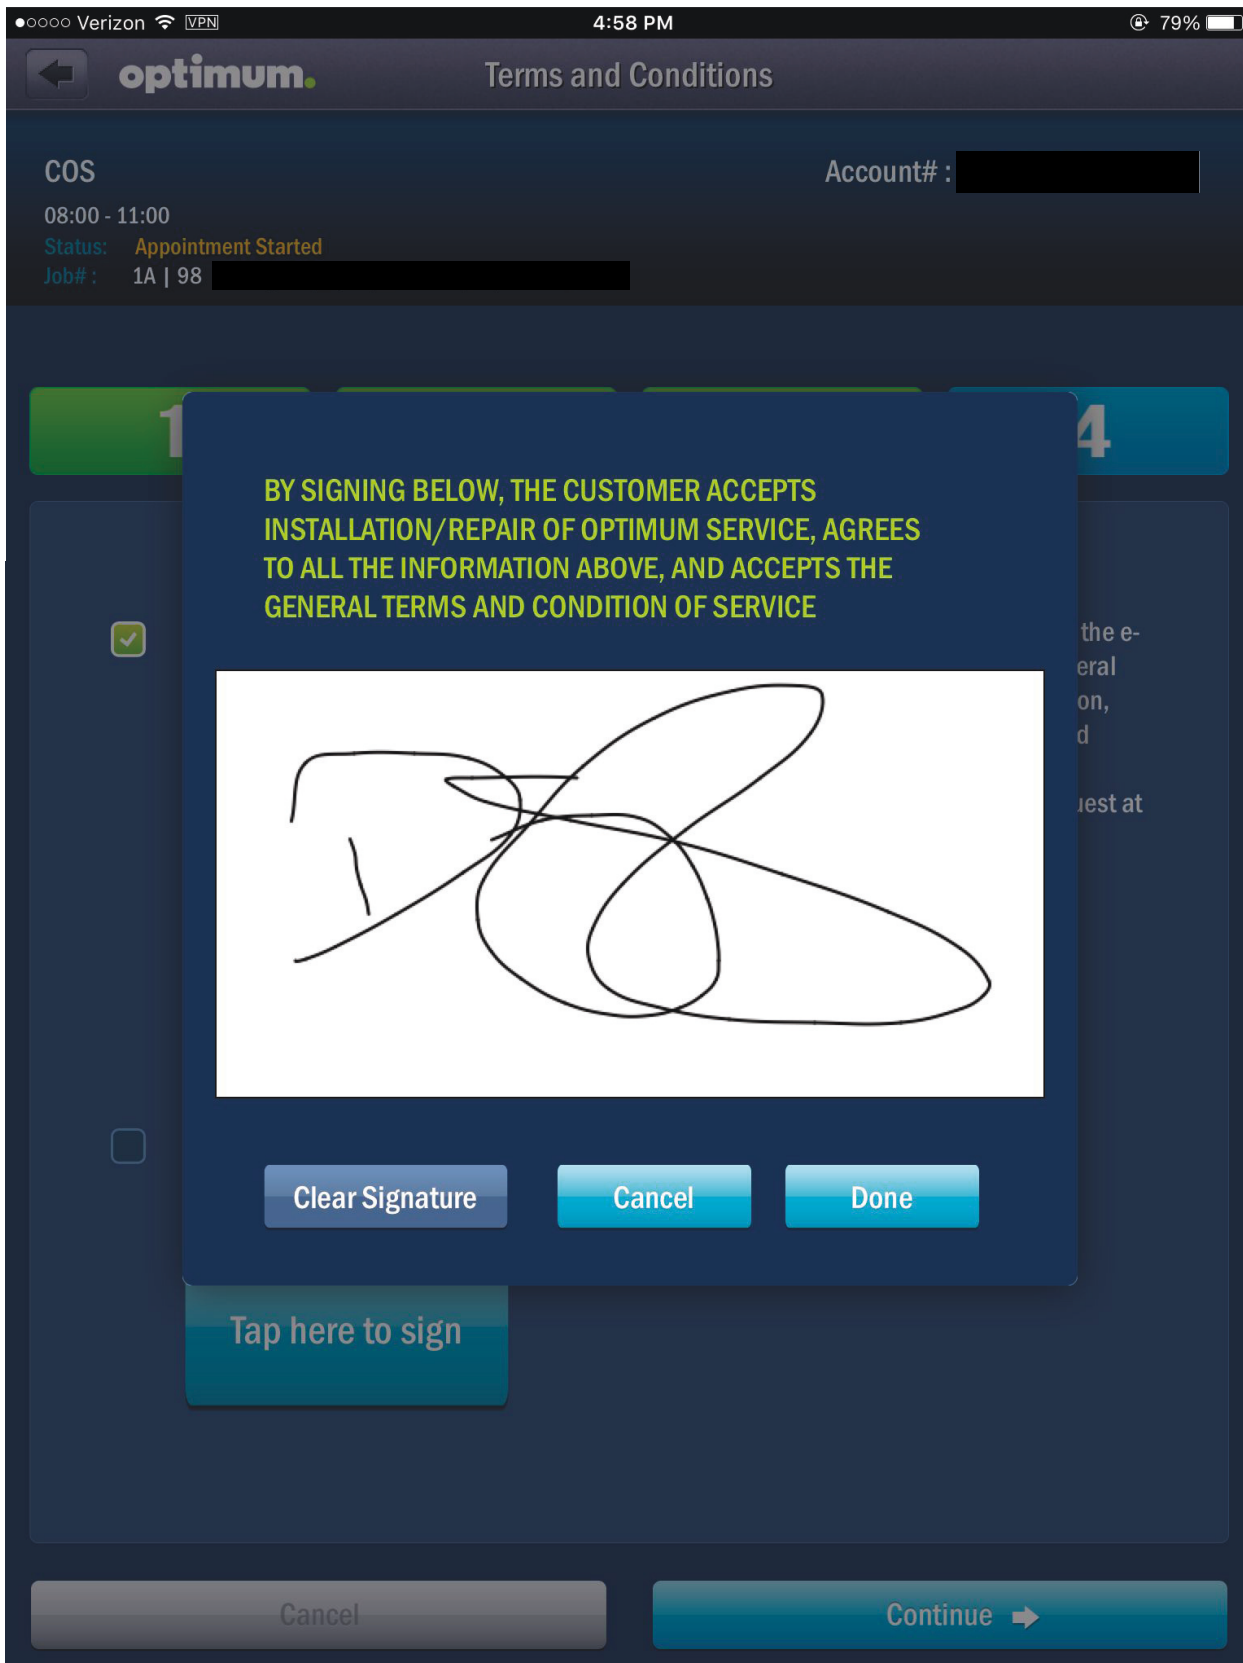 Verizon VPN 4:58 PM 79%
optimum. Terms and Conditions
COS Account# :
08:00 - 11:00
Status: Appointment Started
Job# : 1A | 98
1 4
BY SIGNING BELOW, THE CUSTOMER ACCEPTS
INSTALLATION/REPAIR OF OPTIMUM SERVICE, AGREES
TO ALL THE INFORMATION ABOVE, AND ACCEPTS THE
GENERAL TERMS AND CONDITION OF SERVICE
the e-
eral
on,
d
uest at
Clear Signature Cancel Done
Tap here to sign
Cancel Continue